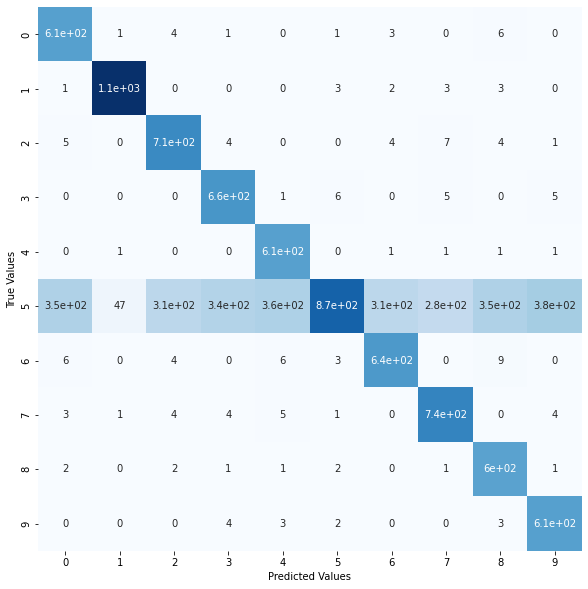 0 6.1e+02 1 4 1 0 1 3 0 6 0
1 1 1.1e+03 0 0 0 3 2 3 3 0
2 5 0 7.1e+02 4 0 0 4 7 4 1
3 0 0 0 6.6e+02 1 6 0 5 0 5
4 0 1 0 0 6.1e+02 0 1 1 1 1
5 3.5e+02 47 3.1e+02 3.4e+02 3.6e+02 8.7e+02 3.1e+02 2.8e+02 3.5e+02 3.8e+02
6 6 0 4 0 6 3 6.4e+02 0 9 0
7 3 1 4 4 5 1 0 7.4e+02 0 4
8 2 0 2 1 1 2 0 1 6e+02 1
9 0 0 0 4 3 2 0 0 3 6.1e+02
0 1 2 3 4 5 6 7 8 9
Predicted Values
True Values